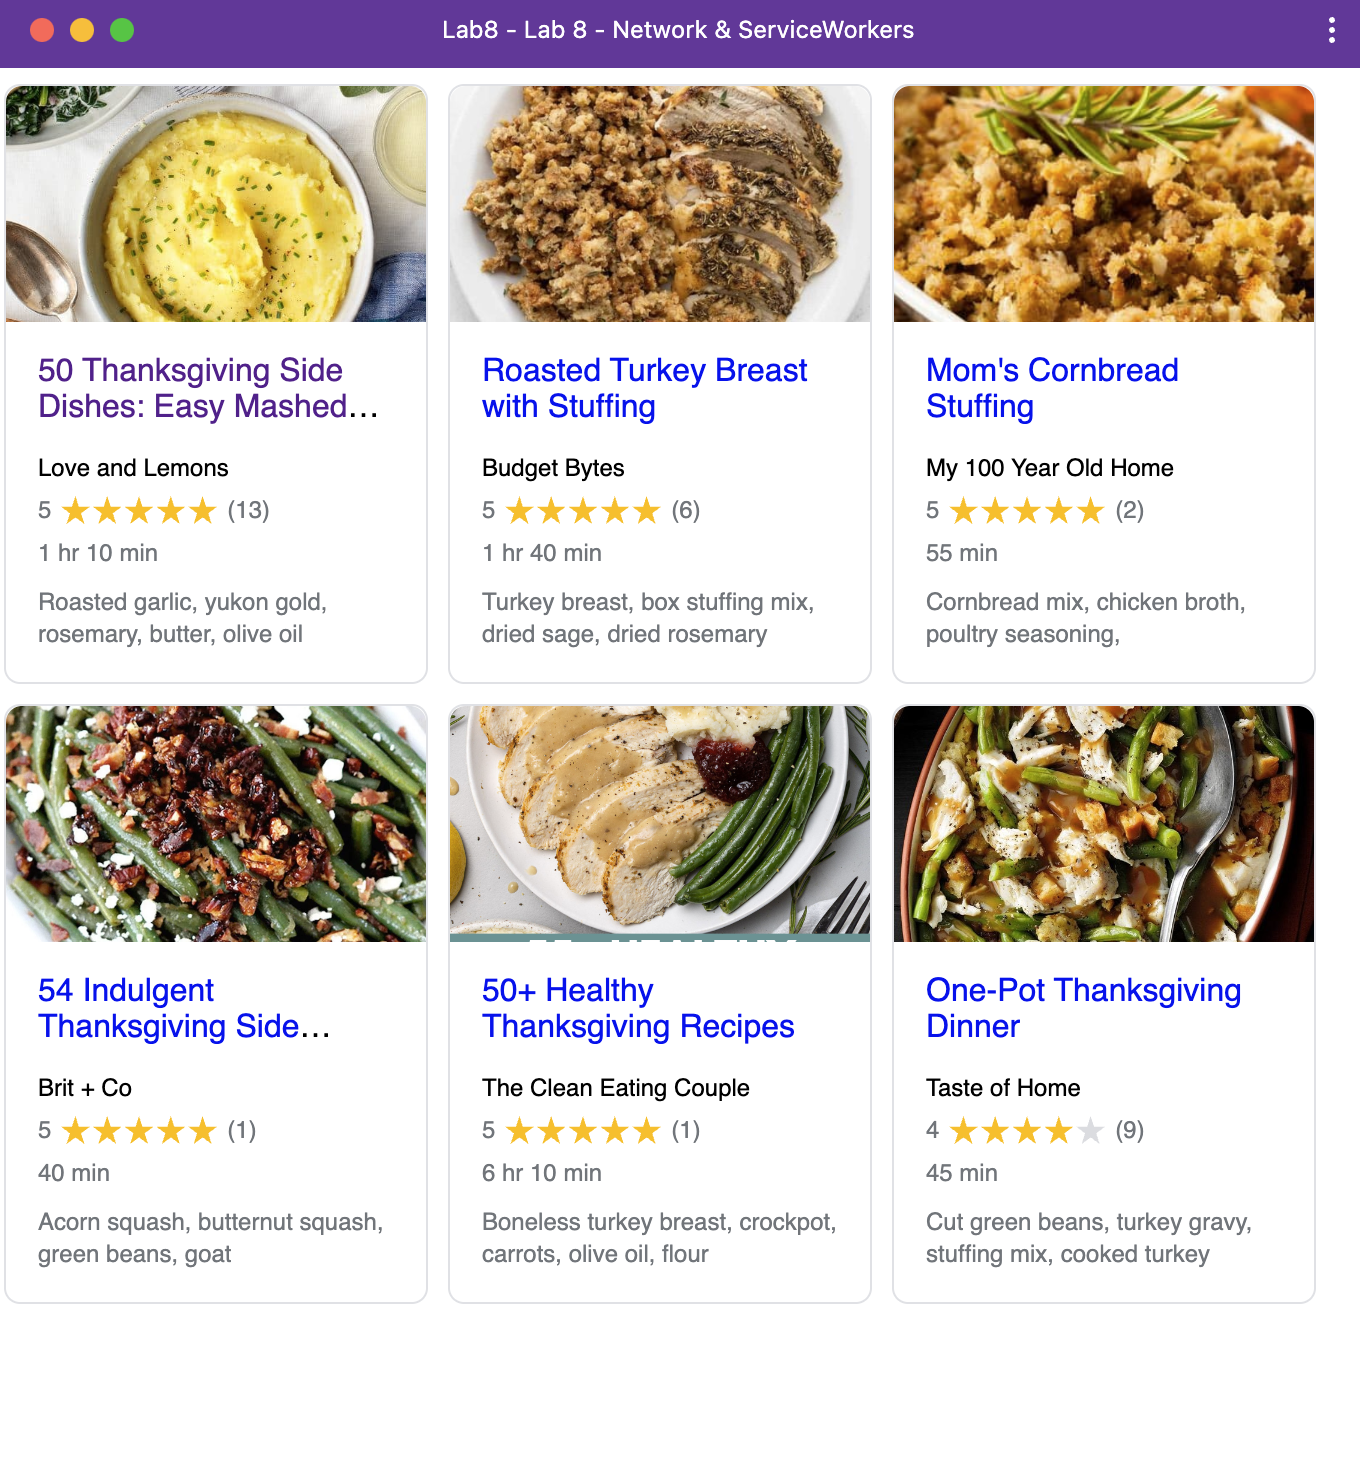 Lab8 - Lab 8 - Network & ServiceWorkers
50 Thanksgiving Side
Dishes: Easy Mashed...
Love and Lemons
5 ★★★★★ (13)
1 hr 10 min
Roasted garlic, yukon gold,
rosemary, butter, olive oil
Roasted Turkey Breast
with Stuffing
Budget Bytes
5 ★★★★★ (6)
1 hr 40 min
Turkey breast, box stuffing mix,
dried sage, dried rosemary
Mom's Cornbread
Stuffing
My 100 Year Old Home
5 ★★★★★ (2)
55 min
Cornbread mix, chicken broth,
poultry seasoning,
54 Indulgent
Thanksgiving Side...
Brit + Co
5 ★★★★★ (1)
40 min
Acorn squash, butternut squash,
green beans, goat
50+ Healthy
Thanksgiving Recipes
The Clean Eating Couple
5 ★★★★★ (1)
6 hr 10 min
Boneless turkey breast, crockpot,
carrots, olive oil, flour
One-Pot Thanksgiving
Dinner
Taste of Home
4 ★★★★★ (9)
45 min
Cut green beans, turkey gravy,
stuffing mix, cooked turkey